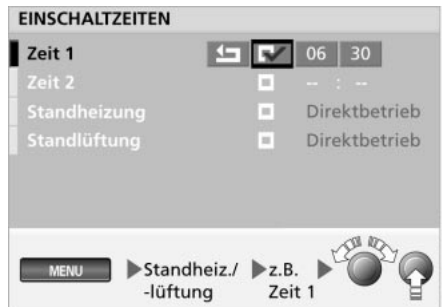 EINSCHALTZEITEN
Zeit 1 06 30
Zeit 2 -- : --
Standheizung Direktbetrieb
Standlüftung Direktbetrieb
MENU Standheiz./ z.B.
-lüftung Zeit 1